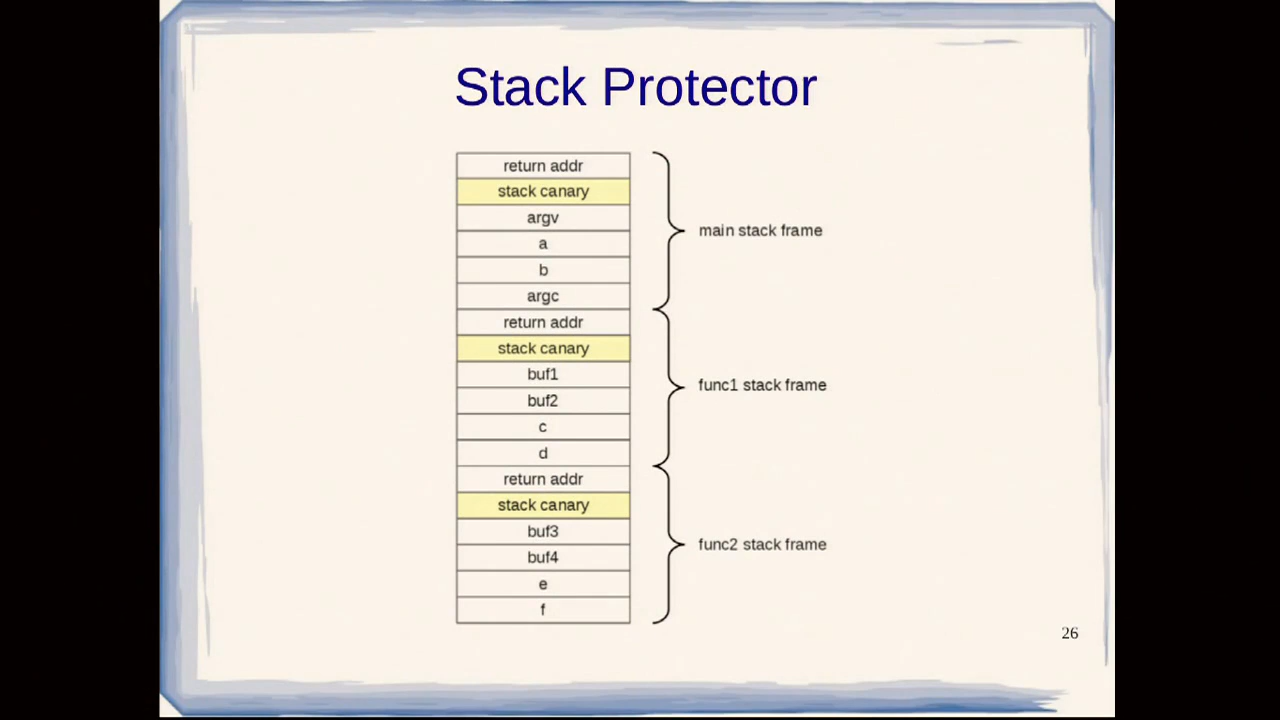 Stack Protector
return addr
stack canary
argv
a
b
argc
main stack frame
return addr
stack canary
buf1
buf2
c
d
func1 stack frame
return addr
stack canary
buf3
buf4
e
f
func2 stack frame
26